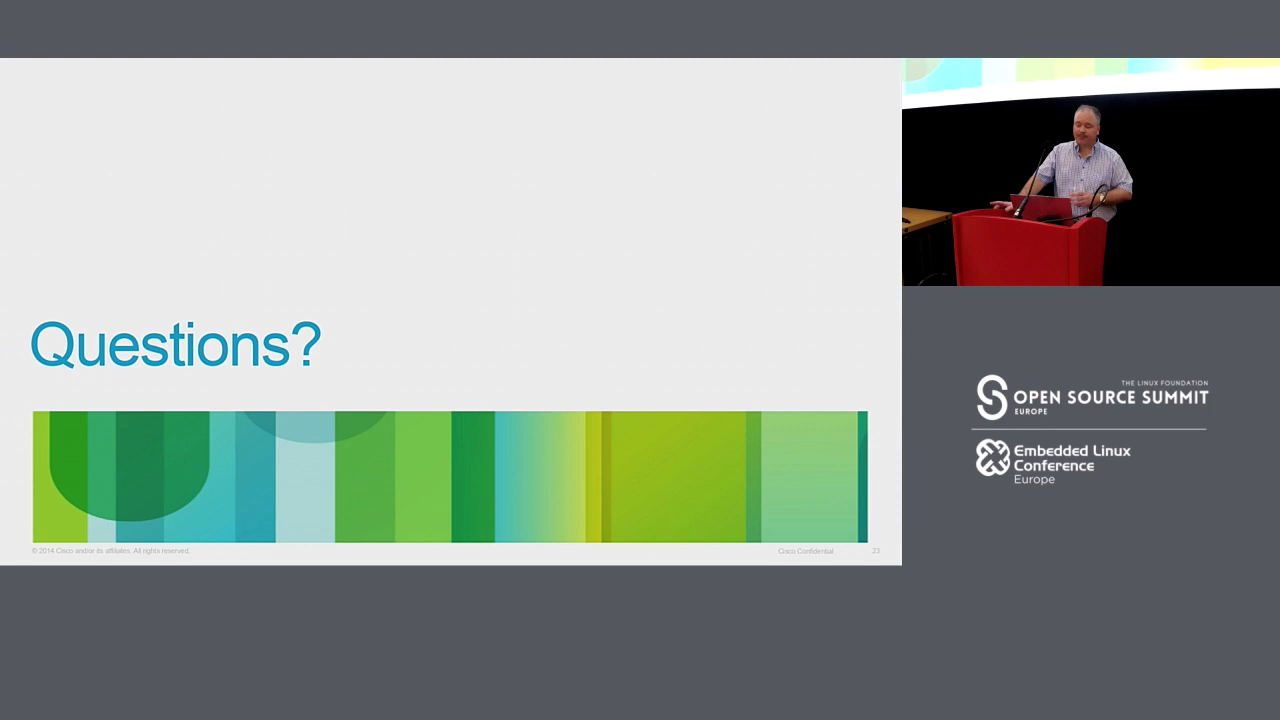 Questions?
© 2014 Cisco and/or its affiliates. All rights reserved.
Cisco Confidential
23
THE LINUX FOUNDATION
OPEN SOURCE SUMMIT
EUROPE
Embedded Linux
Conference
Europe